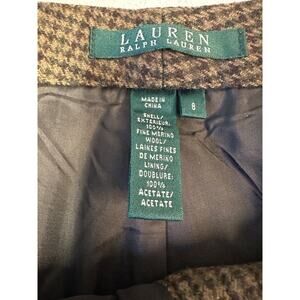 LAUREN
RALPH LAUREN
MADE IN
CHINA
8
SHELL/
EXTERIEUR:
100%
FINE MERINO
WOOL/
LAINES FINES
DE MERINO
LINING/
DOUBLURE:
100%
ACETATE/
ACETATE